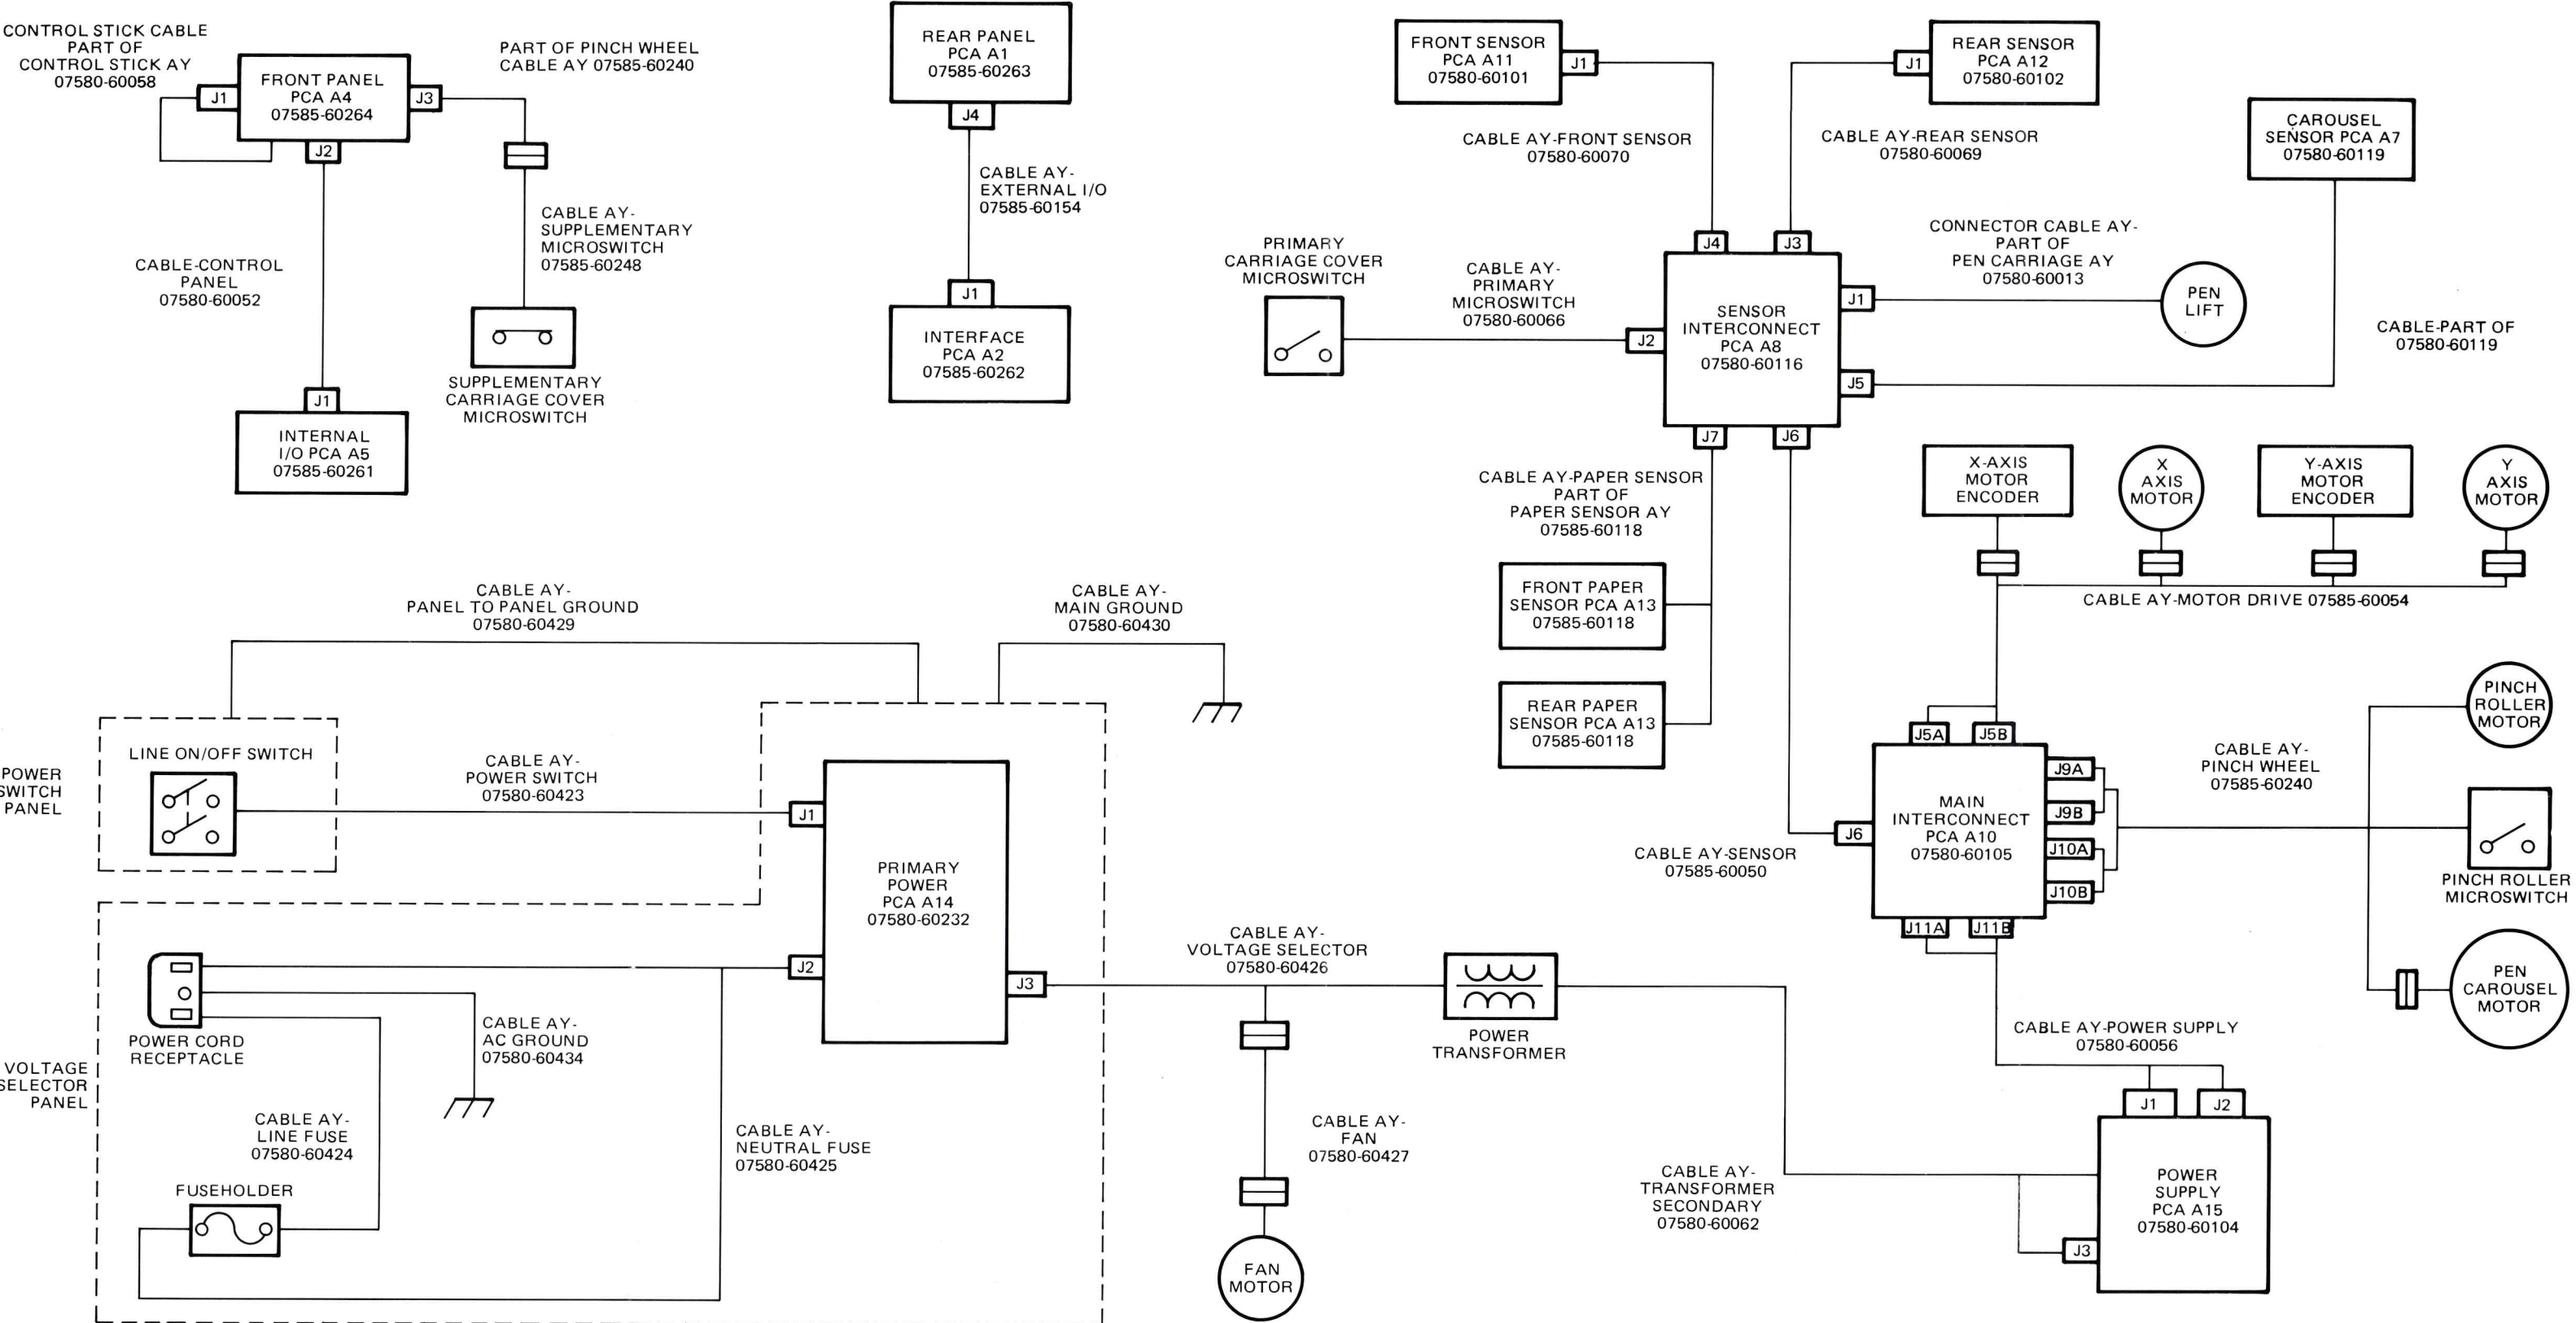 CONTROL STICK CABLE
PART OF
CONTROL STICK AY
07580-60058
J1
FRONT PANEL
PCA A4
07585-60264
J3
J2
PART OF PINCH WHEEL
CABLE AY 07585-60240
CABLE AY-
SUPPLEMENTARY
MICROSWITCH
07585-60248
CABLE-CONTROL
PANEL
07580-60052
SUPPLEMENTARY
CARRIAGE COVER
MICROSWITCH
J1
INTERNAL
I/O PCA A5
07585-60261
REAR PANEL
PCA A1
07585-60263
J4
CABLE AY-
EXTERNAL I/O
07585-60154
J1
INTERFACE
PCA A2
07585-60262
FRONT SENSOR
PCA A11
07580-60101
J1
J1
REAR SENSOR
PCA A12
07580-60102
CABLE AY-FRONT SENSOR
07580-60070
CABLE AY-REAR SENSOR
07580-60069
CAROUSEL
SENSOR PCA A7
07580-60119
PRIMARY
CARRIAGE COVER
MICROSWITCH
CABLE AY-
PRIMARY
MICROSWITCH
07580-60066
J4
J3
J2
SENSOR
INTERCONNECT
PCA A8
07580-60116
J1
J5
J7
J6
CONNECTOR CABLE AY-
PART OF
PEN CARRIAGE AY
07580-60013
PEN
LIFT
CABLE-PART OF
07580-60119
CABLE AY-PAPER SENSOR
PART OF
PAPER SENSOR AY
07585-60118
FRONT PAPER
SENSOR PCA A13
07585-60118
REAR PAPER
SENSOR PCA A13
07585-60118
X-AXIS
MOTOR
ENCODER
X
AXIS
MOTOR
Y-AXIS
MOTOR
ENCODER
Y
AXIS
MOTOR
CABLE AY-MOTOR DRIVE 07585-60054
CABLE AY-
PANEL TO PANEL GROUND
07580-60429
CABLE AY-
MAIN GROUND
07580-60430
POWER
SWITCH
PANEL
LINE ON/OFF SWITCH
CABLE AY-
POWER SWITCH
07580-60423
J1
PRIMARY
POWER
PCA A14
07580-60232
J2
J3
POWER CORD
RECEPTACLE
CABLE AY-
AC GROUND
07580-60434
VOLTAGE
SELECTOR
PANEL
CABLE AY-
LINE FUSE
07580-60424
FUSEHOLDER
CABLE AY-
NEUTRAL FUSE
07580-60425
CABLE AY-
VOLTAGE SELECTOR
07580-60426
POWER
TRANSFORMER
CABLE AY-
FAN
07580-60427
FAN
MOTOR
CABLE AY-
TRANSFORMER
SECONDARY
07580-60062
CABLE AY-SENSOR
07585-60050
J6
J5A
J5B
MAIN
INTERCONNECT
PCA A10
07580-60105
J9A
J9B
J10A
J10B
J11A
J11B
CABLE AY-
PINCH WHEEL
07585-60240
PINCH
ROLLER
MOTOR
PINCH ROLLER
MICROSWITCH
PEN
CAROUSEL
MOTOR
CABLE AY-POWER SUPPLY
07580-60056
J1
J2
POWER
SUPPLY
PCA A15
07580-60104
J3